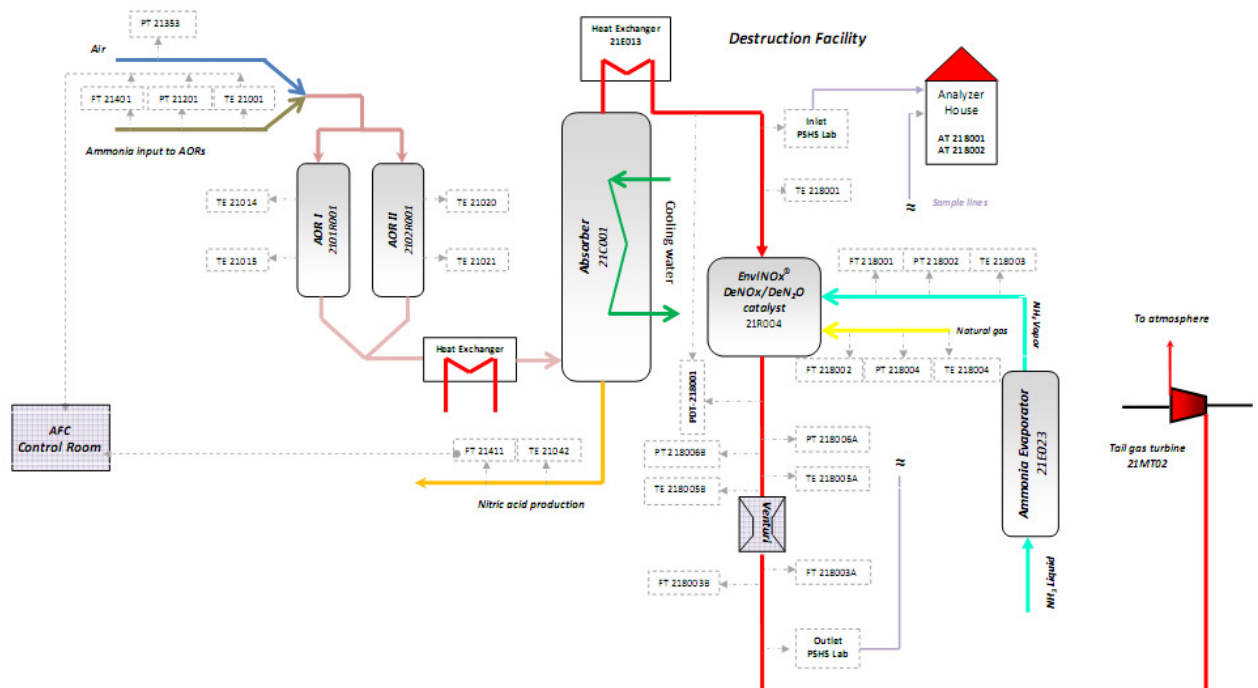 PT 21353
Heat Exchanger
21E013
Destruction Facility
Air
FT 21401
PT 21201
TE 21001
Ammonia input to AORs
Inlet
PSHS Lab
Analyzer
House
AT 218001
AT 218002
Sample lines
≈
TE 218001
TE 21014
TE 21015
AOR I
2101R001
AOR II
2102R001
TE 21020
TE 21021
Absorber
21C001
Cooling water
EnviNOx®
DeNOx/DeN₂O
catalyst
21R004
FT 218001
PT 218002
TE 218003
NH₃ Vapor
Natural gas
FT 218002
PT 218004
TE 218004
To atmosphere
Tail gas turbine
21MT02
Heat Exchanger
PDT-218001
AFC
Control Room
FT 21411
TE 21042
Nitric acid production
PT 218006A
PT 218006B
TE 218005A
TE 218005B
Venturi
≈
Ammonia Evaporator
21E023
NH₃ Liquid
FT 218003A
FT 218003B
Outlet
PSHS Lab